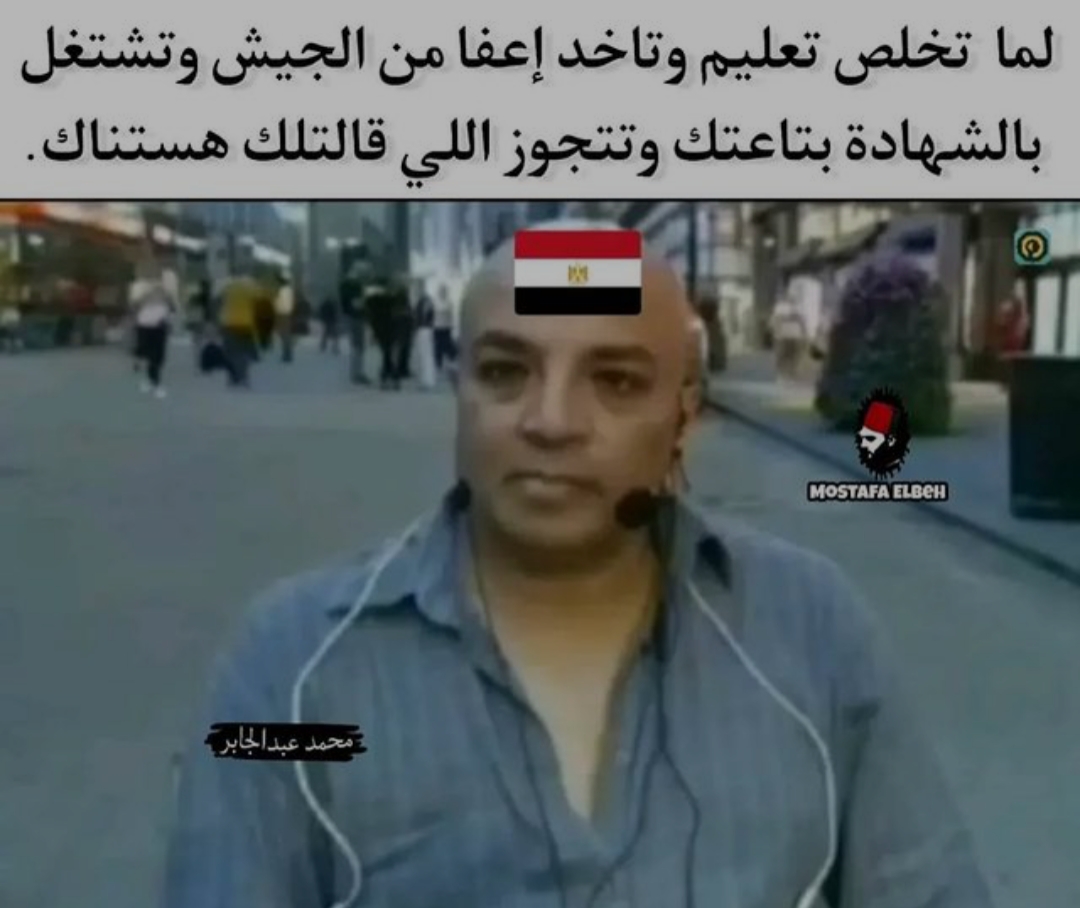 لما تخلص تعليم وتاخد إعفا من الجيش وتشتغل
بالشهادة بتاعتك وتتجوز اللي قالتلك هستناك.
MOSTAFA ELBEH
محمد عبدالجابر